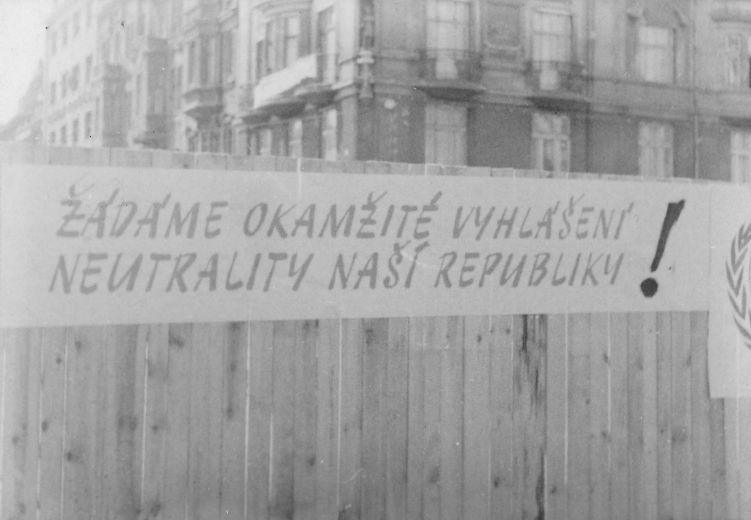 ŽÁDÁME OKAMŽITÉ VYHLÁŠENÍ
NEUTRALITY NAŠÍ REPUBLIKY !